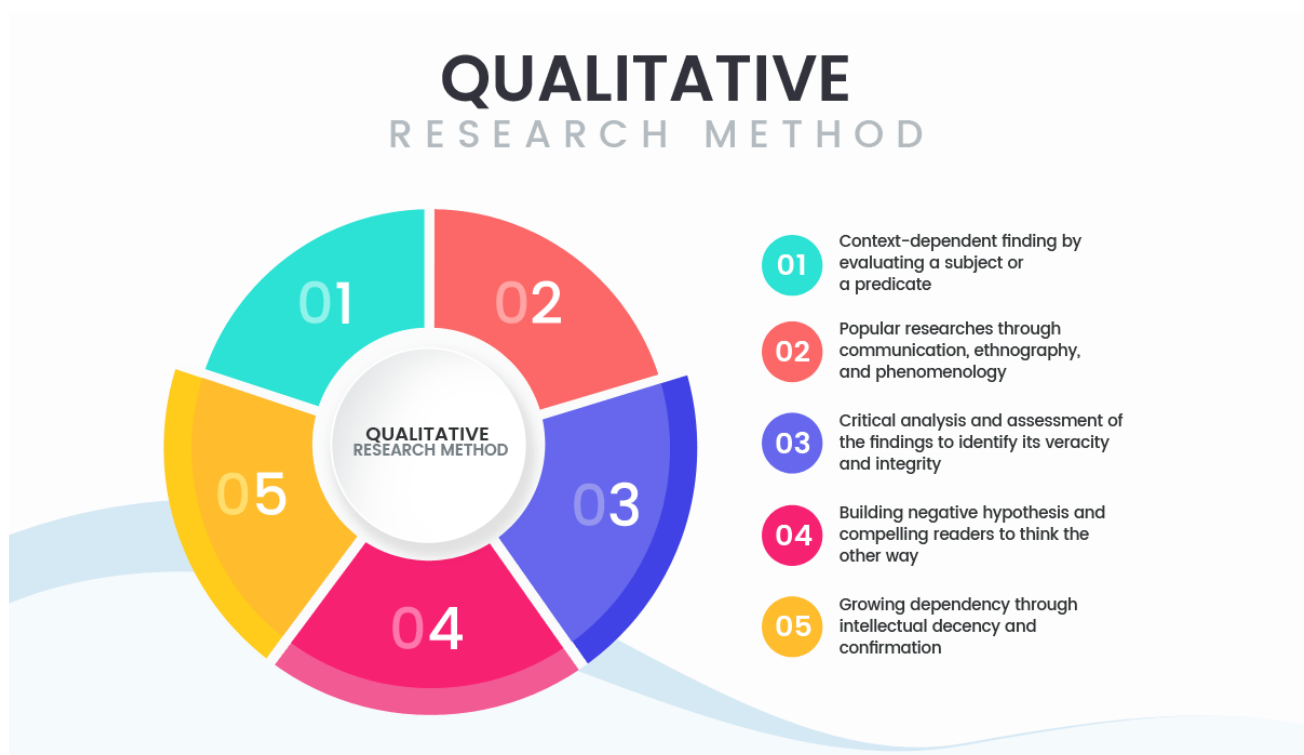 QUALITATIVE
RESEARCH METHOD
01
02
03
04
05
QUALITATIVE
RESEARCH METHOD
01
Context-dependent finding by
evaluating a subject or
a predicate
02
Popular researches through
communication, ethnography,
and phenomenology
03
Critical analysis and assessment of
the findings to identify its veracity
and integrity
04
Building negative hypothesis and
compelling readers to think the
other way
05
Growing dependency through
intellectual decency and
confirmation